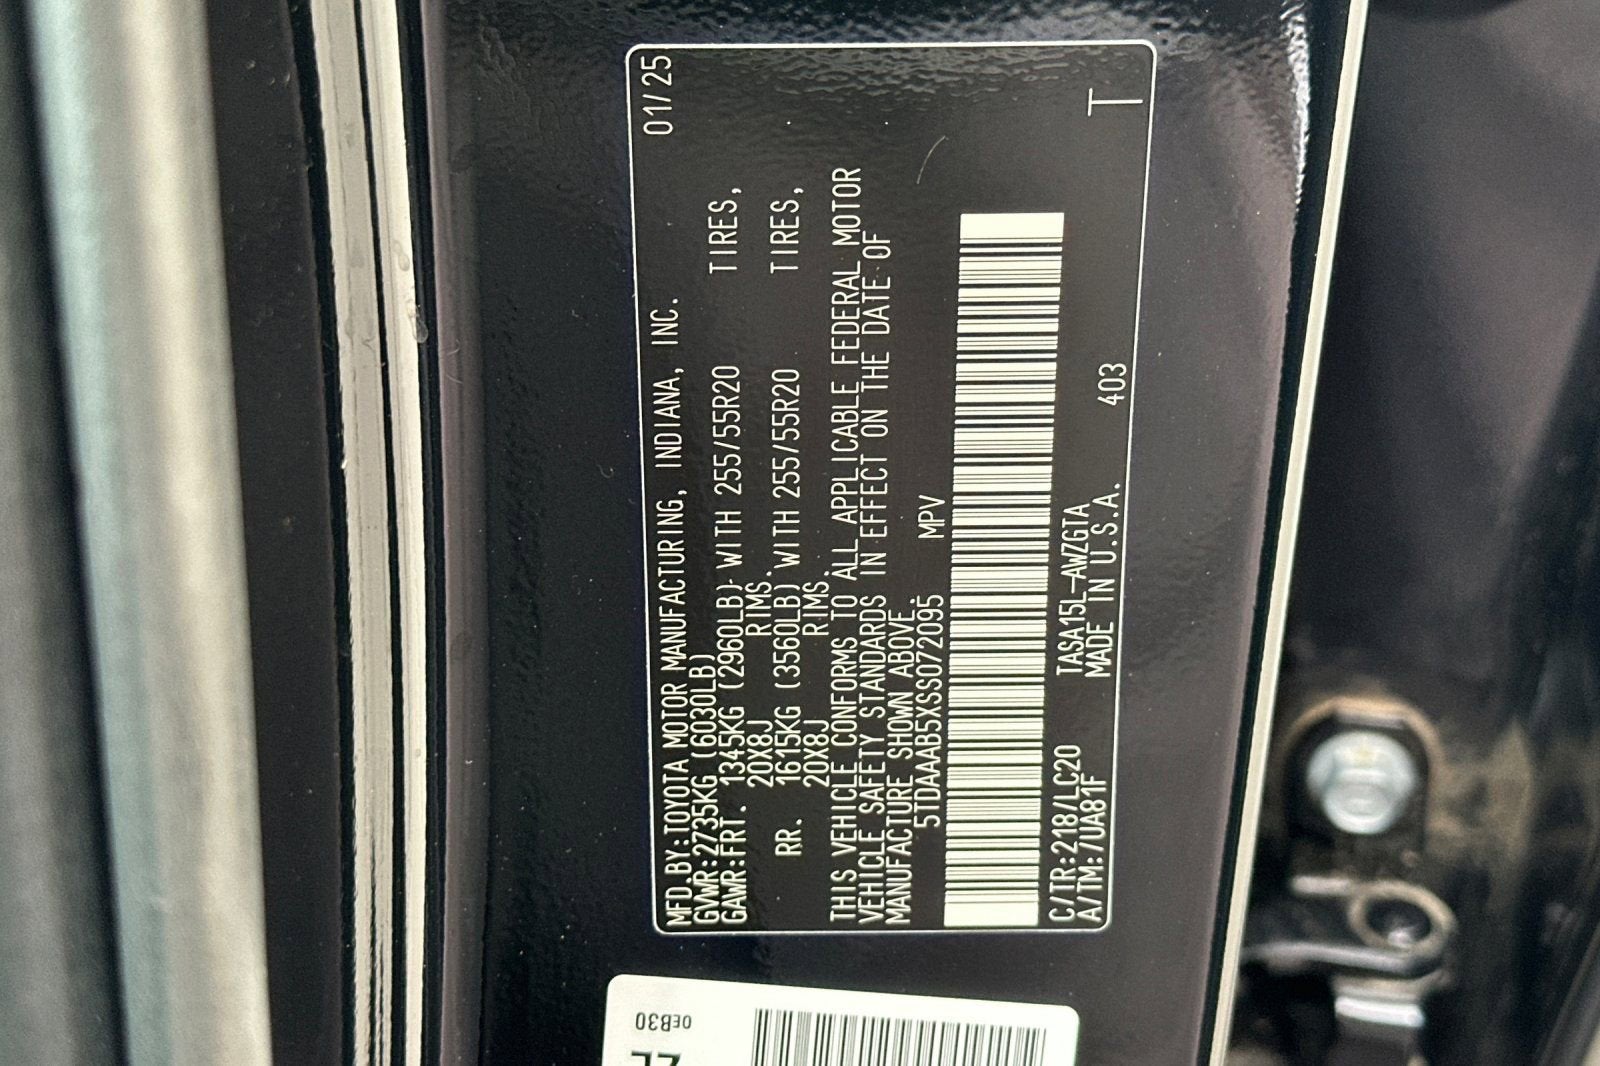 01/25
MFD.BY:TOYOTA MOTOR MANUFACTURING, INDIANA, INC.
GVWR:2735KG (6030LB)
GAWR:FRT. 1345KG (2960LB) WITH 255/55R20 TIRES,
20X8J RIMS.
RR. 1615KG (3560LB) WITH 255/55R20 TIRES,
20X8J RIMS.
THIS VEHICLE CONFORMS TO ALL APPLICABLE FEDERAL MOTOR
VEHICLE SAFETY STANDARDS IN EFFECT ON THE DATE OF
MANUFACTURE SHOWN ABOVE.
5TDAAAB5XSS072095 MPV
C/TR:218/LC20 TASA15L-AWZGTA
A/TM:/UA81F MADE IN U.S.A. 403
T
0EB30